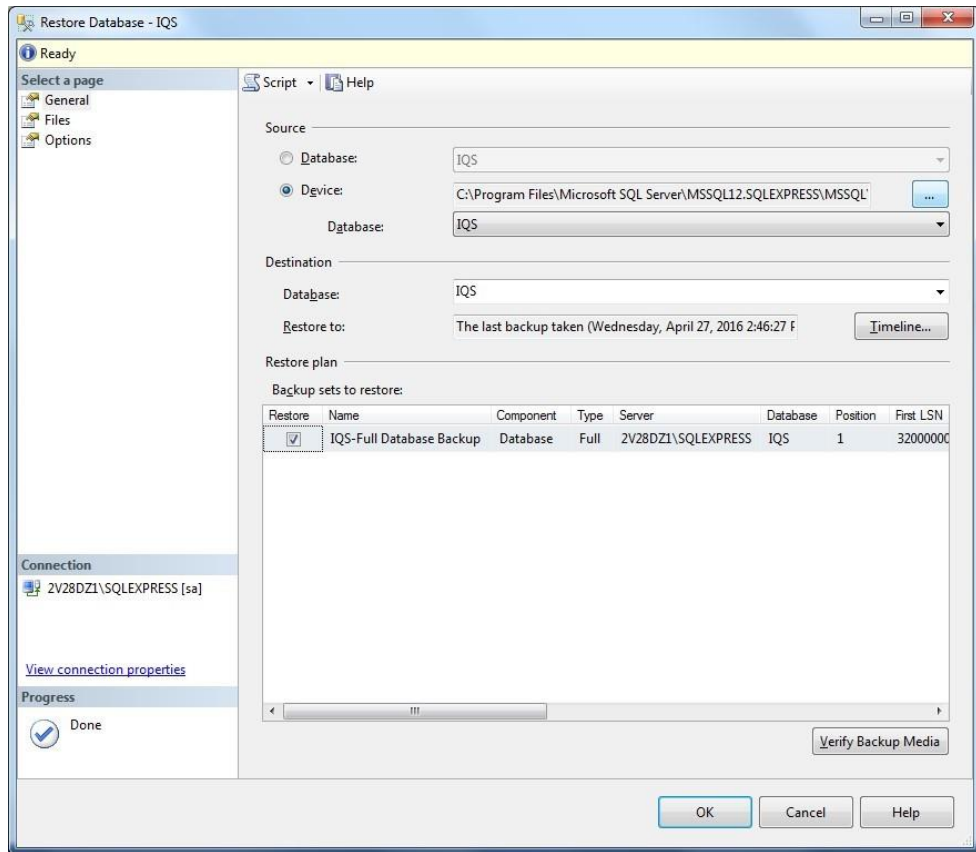 Restore Database - IQS
Ready
Select a page
General
Files
Options
Script Help
Source
Database: IQS
Device: C:\Program Files\Microsoft SQL Server\MSSQL12.SQLEXPRESS\MSSQL ...
Database: IQS
Destination
Database: IQS
Restore to: The last backup taken (Wednesday, April 27, 2016 2:46:27 P Timeline...
Restore plan
Backup sets to restore:
Restore Name Component Type Server Database Position First LSN
IQS-Full Database Backup Database Full 2V28DZ1\SQLEXPRESS IQS 1 32000000
Connection
2V28DZ1\SQLEXPRESS [sa]
View connection properties
Progress
Done
Verify Backup Media
OK Cancel Help